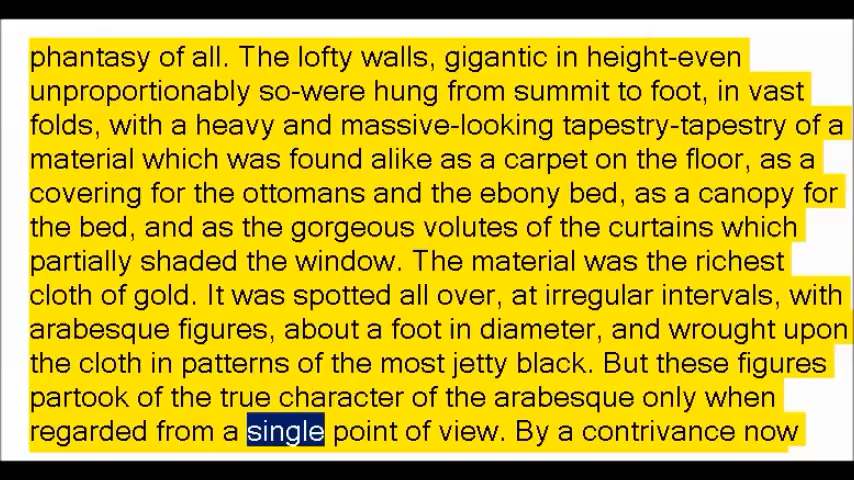 phantasy of all. The lofty walls, gigantic in height-even
unproportionably so-were hung from summit to foot, in vast
folds, with a heavy and massive-looking tapestry-tapestry of a
material which was found alike as a carpet on the floor, as a
covering for the ottomans and the ebony bed, as a canopy for
the bed, and as the gorgeous volutes of the curtains which
partially shaded the window. The material was the richest
cloth of gold. It was spotted all over, at irregular intervals, with
arabesque figures, about a foot in diameter, and wrought upon
the cloth in patterns of the most jetty black. But these figures
partook of the true character of the arabesque only when
regarded from a single point of view. By a contrivance now